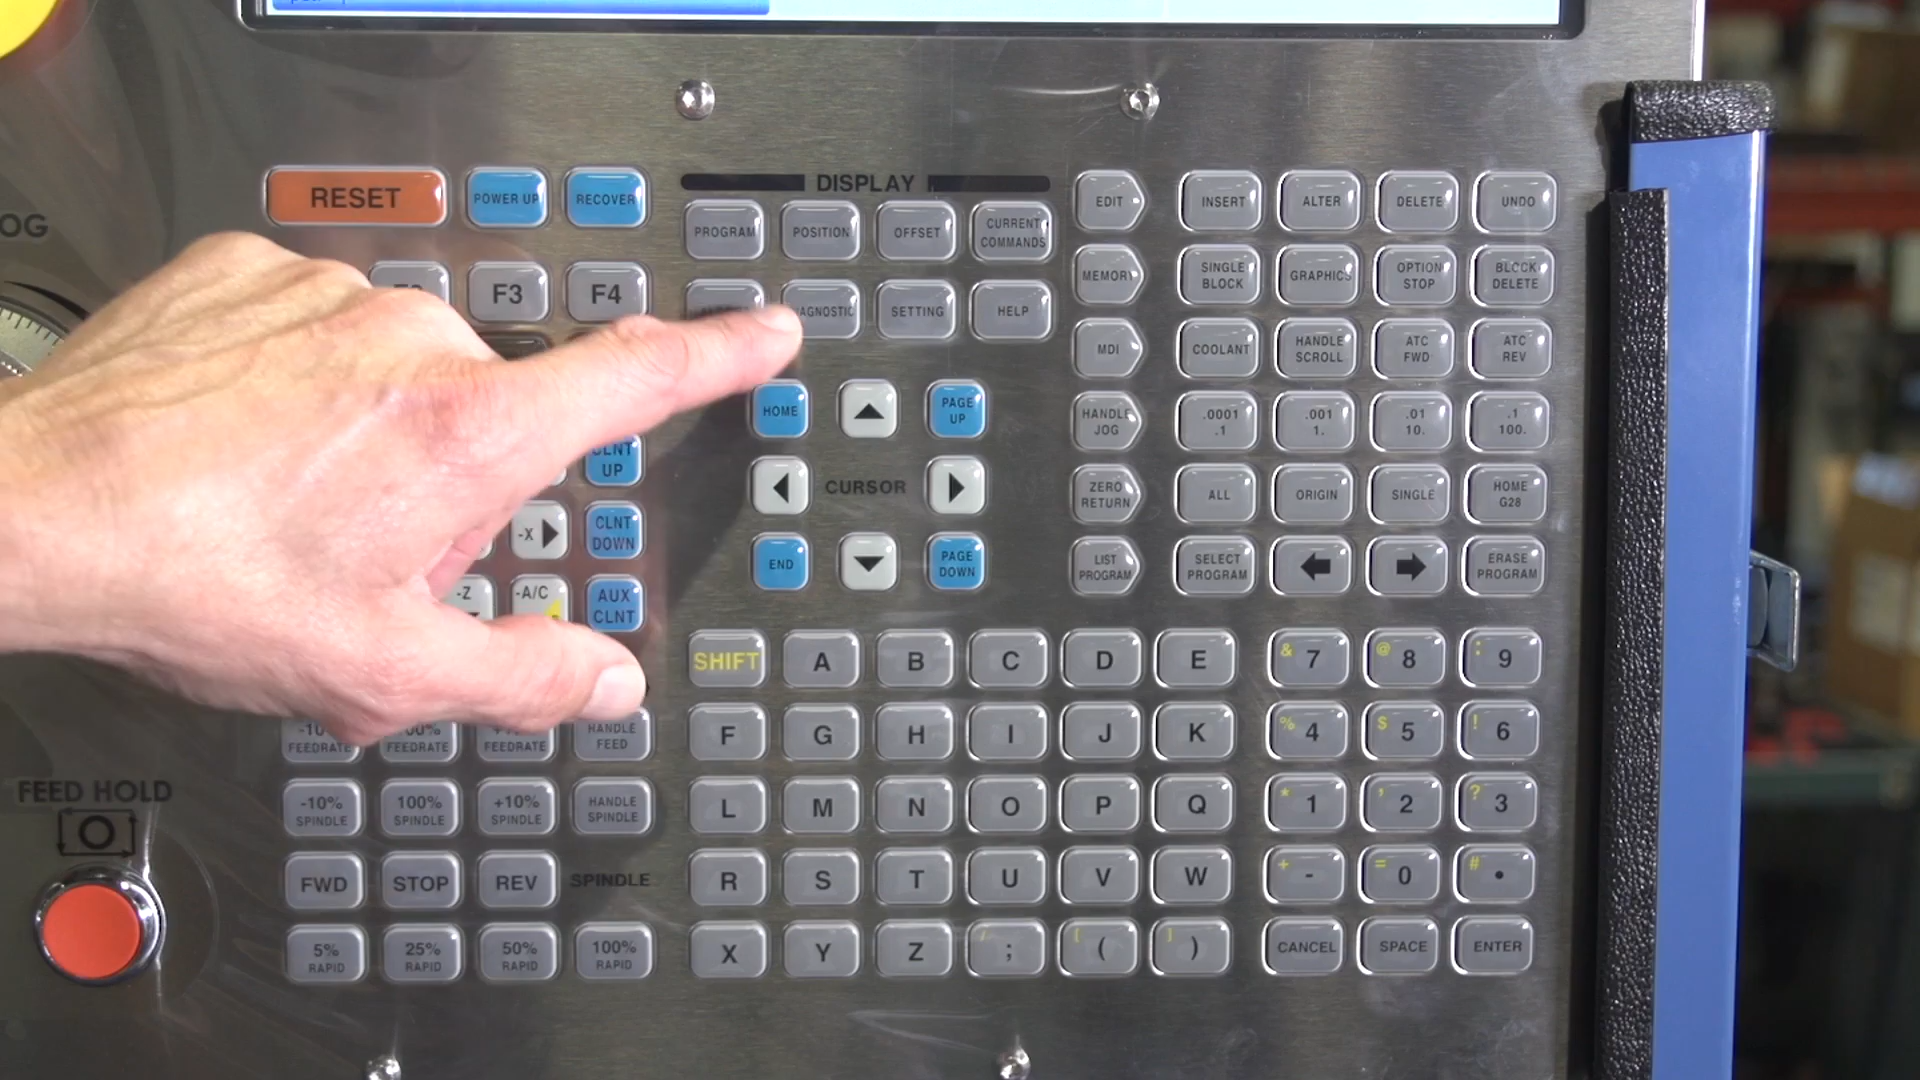 RESET
POWER UP
RECOVER
DISPLAY
PROGRAM
POSITION
OFFSET
CURRENT
COMMANDS
EDIT
INSERT
ALTER
DELETE
UNDO
OG
F3
F4
AGNOSTIC
SETTING
HELP
MEMORY
SINGLE
BLOCK
GRAPHICS
OPTION
STOP
BLOCK
DELETE
MDI
COOLANT
HANDLE
SCROLL
ATC
FWD
ATC
REV
HOME
PAGE
UP
HANDLE
JOG
.0001
.1
.001
1.
.01
10.
.1
100.
CLNT
UP
CURSOR
ZERO
RETURN
ALL
ORIGIN
SINGLE
HOME
G28
-X
CLNT
DOWN
END
PAGE
DOWN
LIST
PROGRAM
SELECT
PROGRAM
ERASE
PROGRAM
-Z
-A/C
AUX
CLNT
SHIFT
A
B
C
D
E
& 7
@ 8
: 9
FEEDRATE
FEEDRATE
FEEDRATE
HANDLE
FEED
F
G
H
I
J
K
% 4
$ 5
! 6
FEED HOLD
-10%
SPINDLE
100%
SPINDLE
+10%
SPINDLE
HANDLE
SPINDLE
L
M
N
O
P
Q
* 1
' 2
? 3
FWD
STOP
REV
SPINDLE
R
S
T
U
V
W
+ -
= 0
# •
5%
RAPID
25%
RAPID
50%
RAPID
100%
RAPID
X
Y
Z
/ ;
[ (
] )
CANCEL
SPACE
ENTER